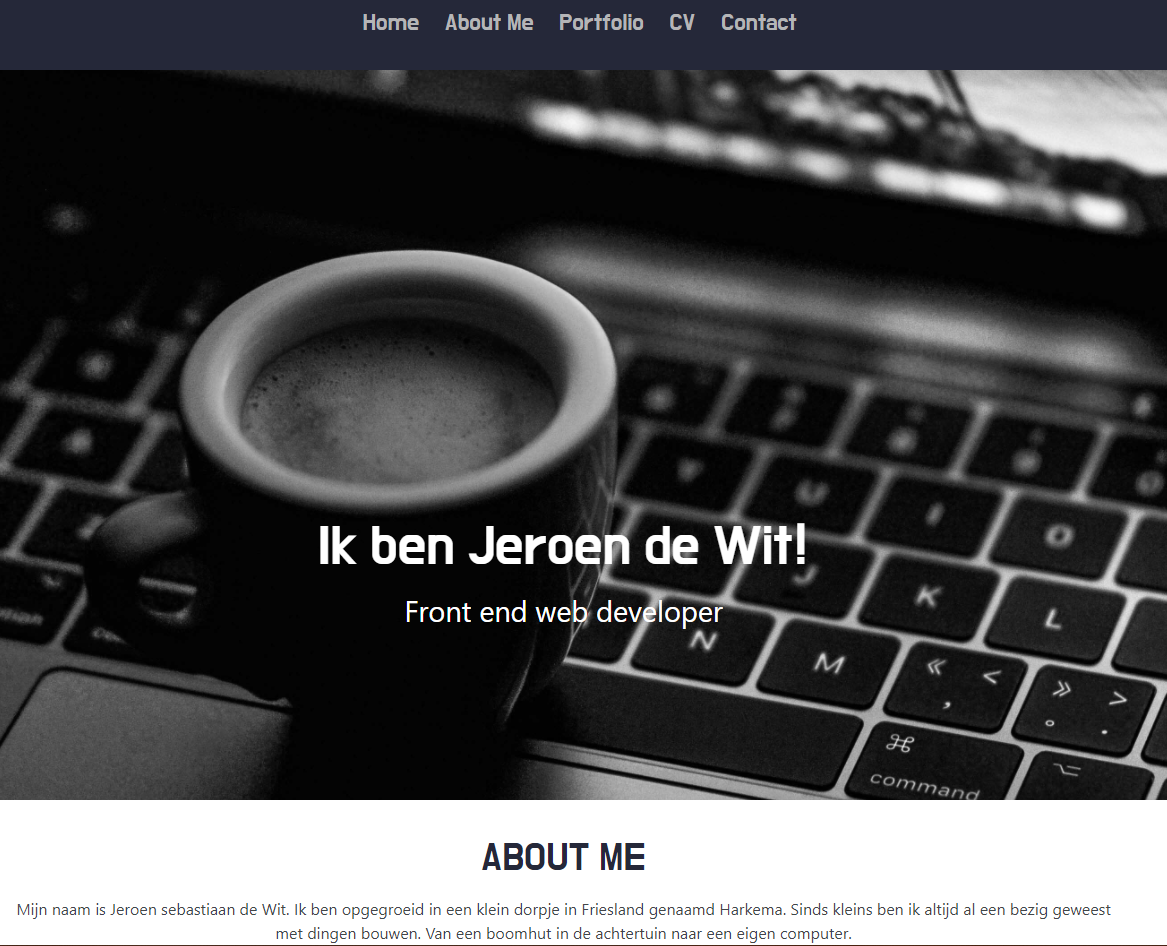 Home About Me Portfolio CV Contact
Ik ben Jeroen de Wit!
Front end web developer
U I O
J K L
N M « <
,
» >
° .
⌘
command
⌥
ABOUT ME
Mijn naam is Jeroen sebastiaan de Wit. Ik ben opgegroeid in een klein dorpje in Friesland genaamd Harkema. Sinds kleins ben ik altijd al een bezig geweest
met dingen bouwen. Van een boomhut in de achtertuin naar een eigen computer.